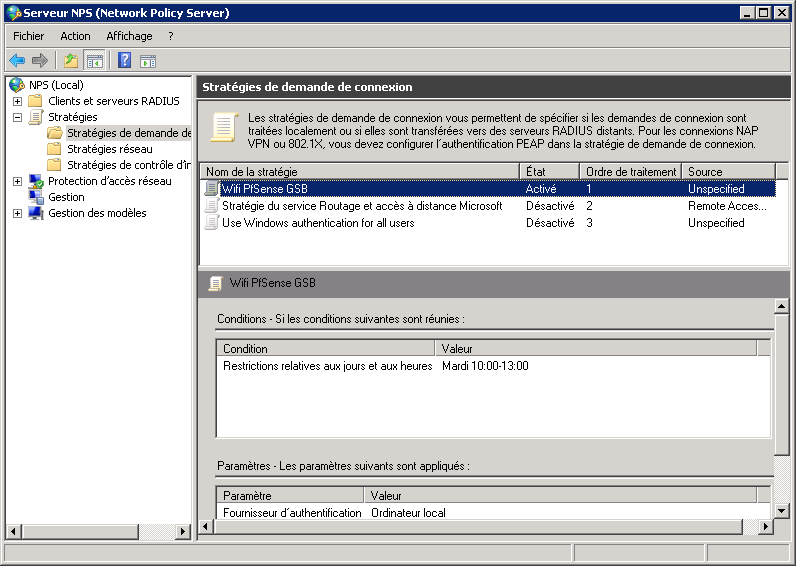 Serveur NPS (Network Policy Server)
Fichier Action Affichage ?
NPS (Local)
Clients et serveurs RADIUS
Stratégies
Stratégies de demande de
Stratégies réseau
Stratégies de contrôle d'ir
Protection d'accès réseau
Gestion
Gestion des modèles
Stratégies de demande de connexion
Les stratégies de demande de connexion vous permettent de spécifier si les demandes de connexion sont
traitées localement ou si elles sont transférées vers des serveurs RADIUS distants. Pour les connexions NAP
VPN ou 802.1X, vous devez configurer l'authentification PEAP dans la stratégie de demande de connexion.
Nom de la stratégie État Ordre de traitement Source
Wifi PfSense GSB Activé 1 Unspecified
Stratégie du service Routage et accès à distance Microsoft Désactivé 2 Remote Acces...
Use Windows authentication for all users Désactivé 3 Unspecified
Wifi PfSense GSB
Conditions - Si les conditions suivantes sont réunies :
Condition Valeur
Restrictions relatives aux jours et aux heures Mardi 10:00-13:00
Paramètres - Les paramètres suivants sont appliqués :
Paramètre Valeur
Fournisseur d'authentification Ordinateur local